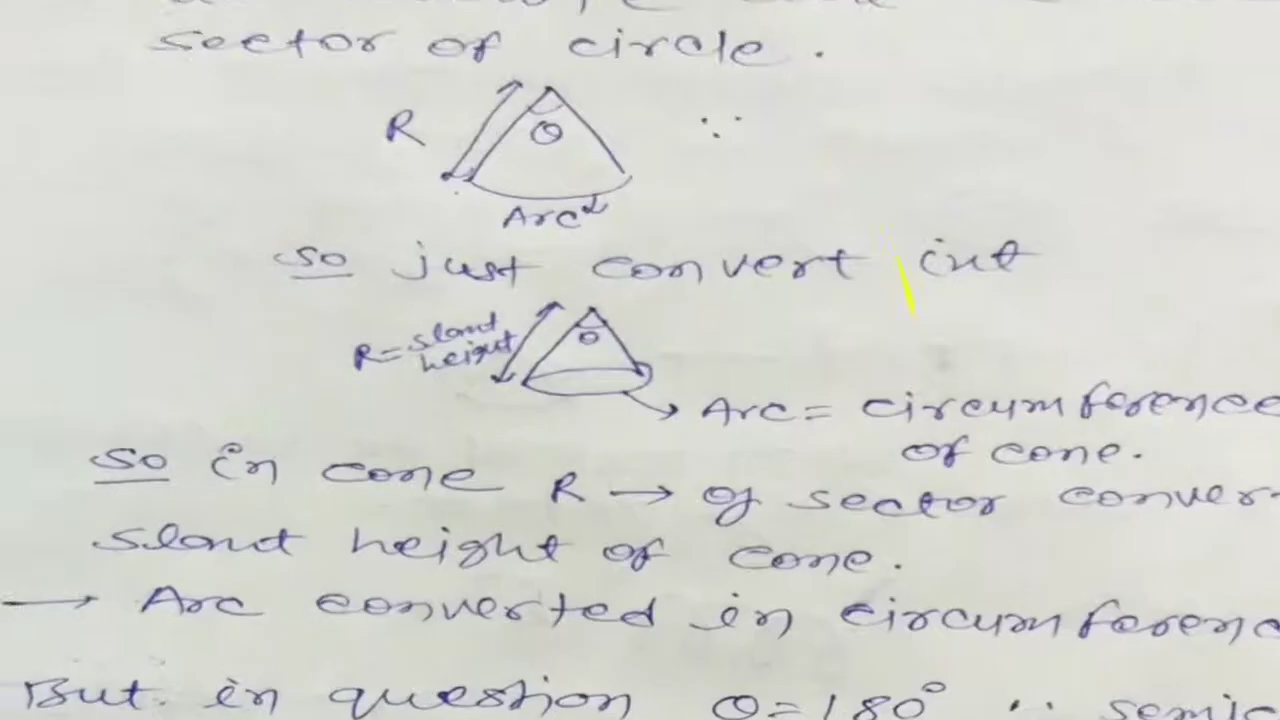 sector of circle.
R θ ∴
Arc
so just convert int
R = slant height θ
→ Arc = circumference
of cone.
so in cone R → of sector conver
slant height of cone.
→ Arc converted in circumferenc
But in question θ = 180° ∵ semic